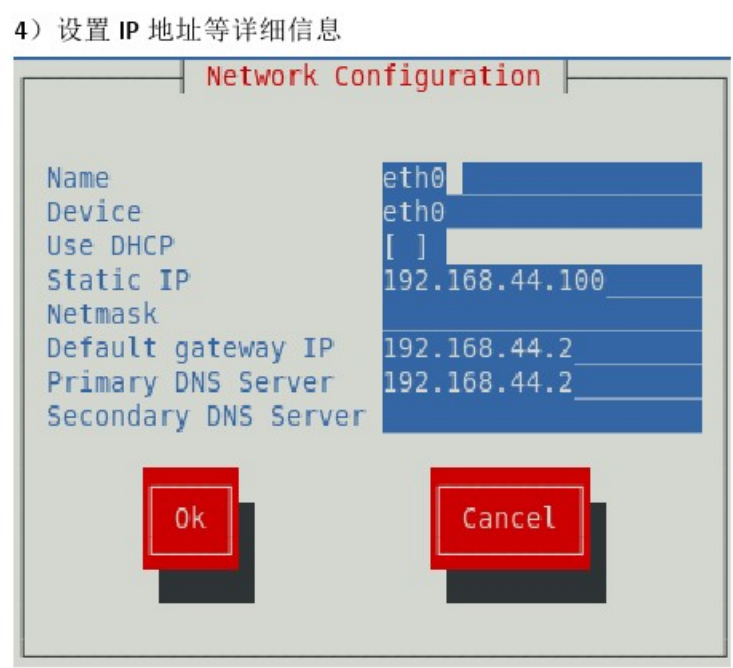 4）设置 IP 地址等详细信息
Network Configuration
Name eth0
Device eth0
Use DHCP [ ]
Static IP 192.168.44.100
Netmask
Default gateway IP 192.168.44.2
Primary DNS Server 192.168.44.2
Secondary DNS Server
Ok Cancel